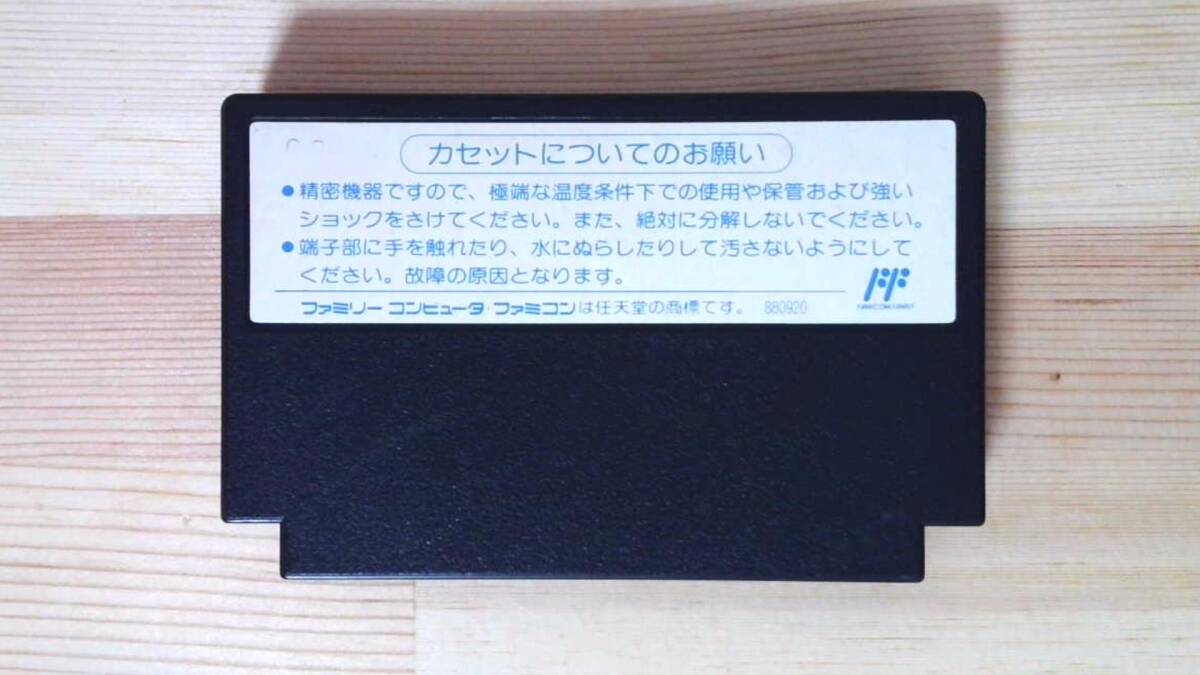 カセットについてのお願い
●精密機器ですので、極端な温度条件下での使用や保管および強い
ショックをさけてください。また、絶対に分解しないでください。
●端子部に手を触れたり、水にぬらしたりして汚さないようにして
ください。故障の原因となります。
ファミリー コンピュータ・ファミコンは任天堂の商標です。 880920